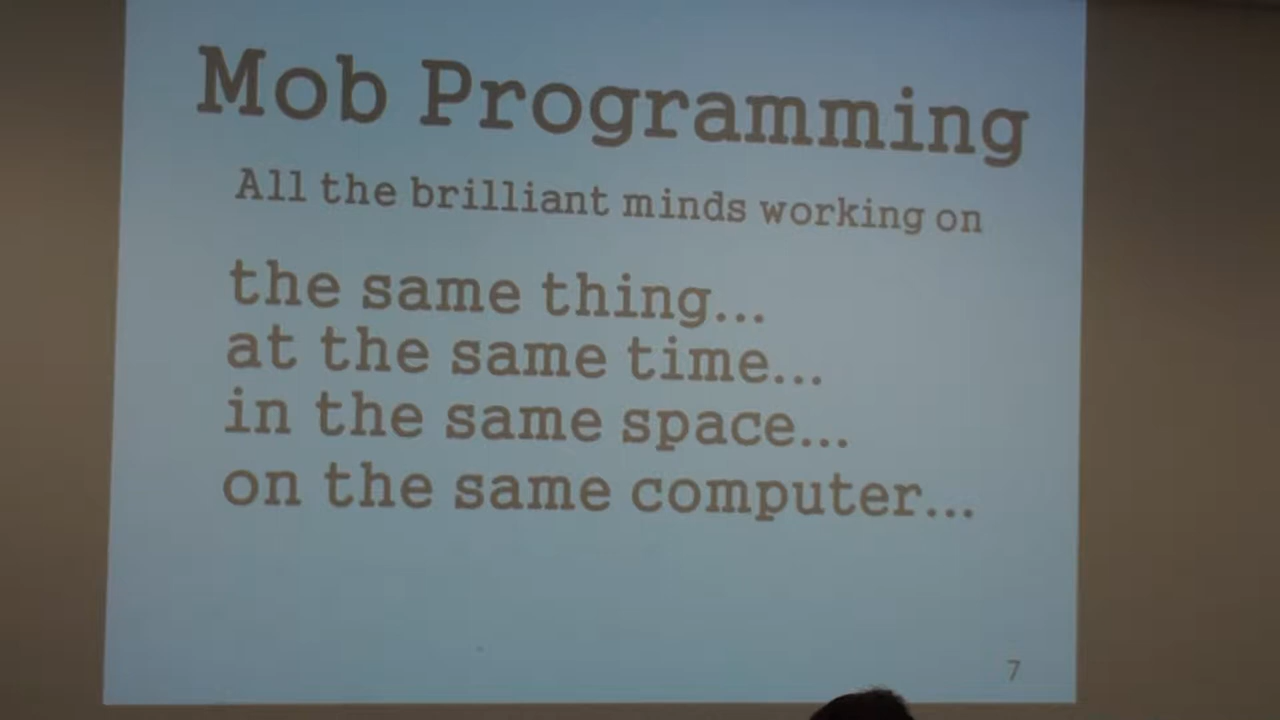 Mob Programming
All the brilliant minds working on
the same thing...
at the same time...
in the same space...
on the same computer...
7